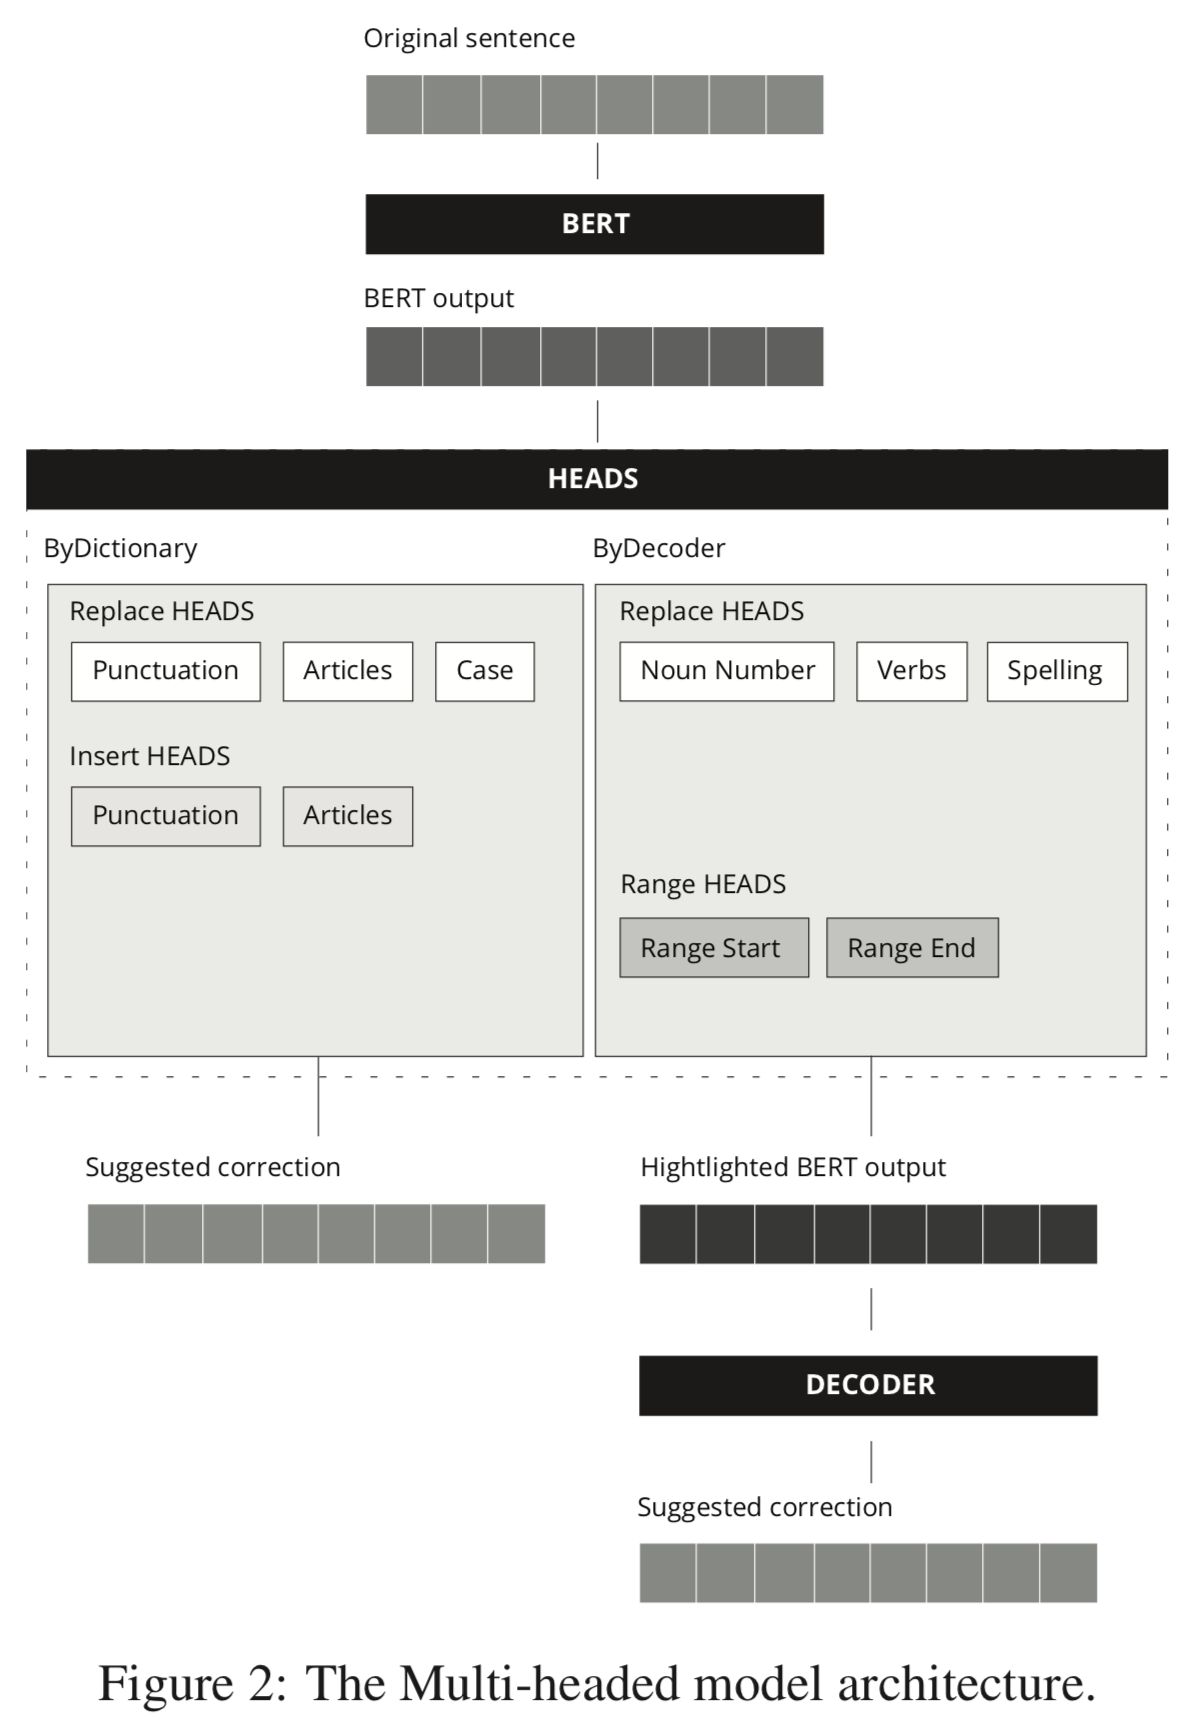 Original sentence
BERT
BERT output
HEADS
ByDictionary
Replace HEADS
Punctuation Articles Case
Insert HEADS
Punctuation Articles
ByDecoder
Replace HEADS
Noun Number Verbs Spelling
Range HEADS
Range Start Range End
Suggested correction
Hightlighted BERT output
DECODER
Suggested correction
Figure 2: The Multi-headed model architecture.